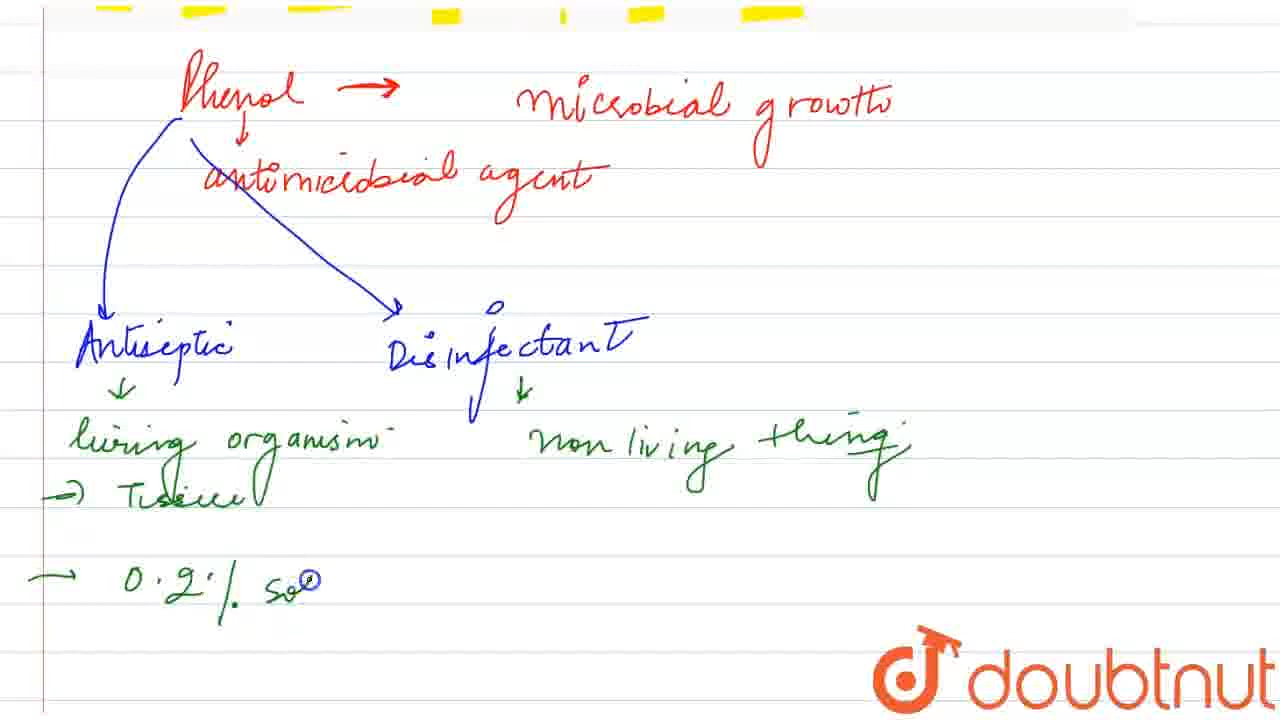 Phenol → microbial growth
↓
antimicrobial agent
Antiseptic Disinfectant
↓ ↓
living organism non living thing
→ Tissue
→ 0.2% sol
doubtnut